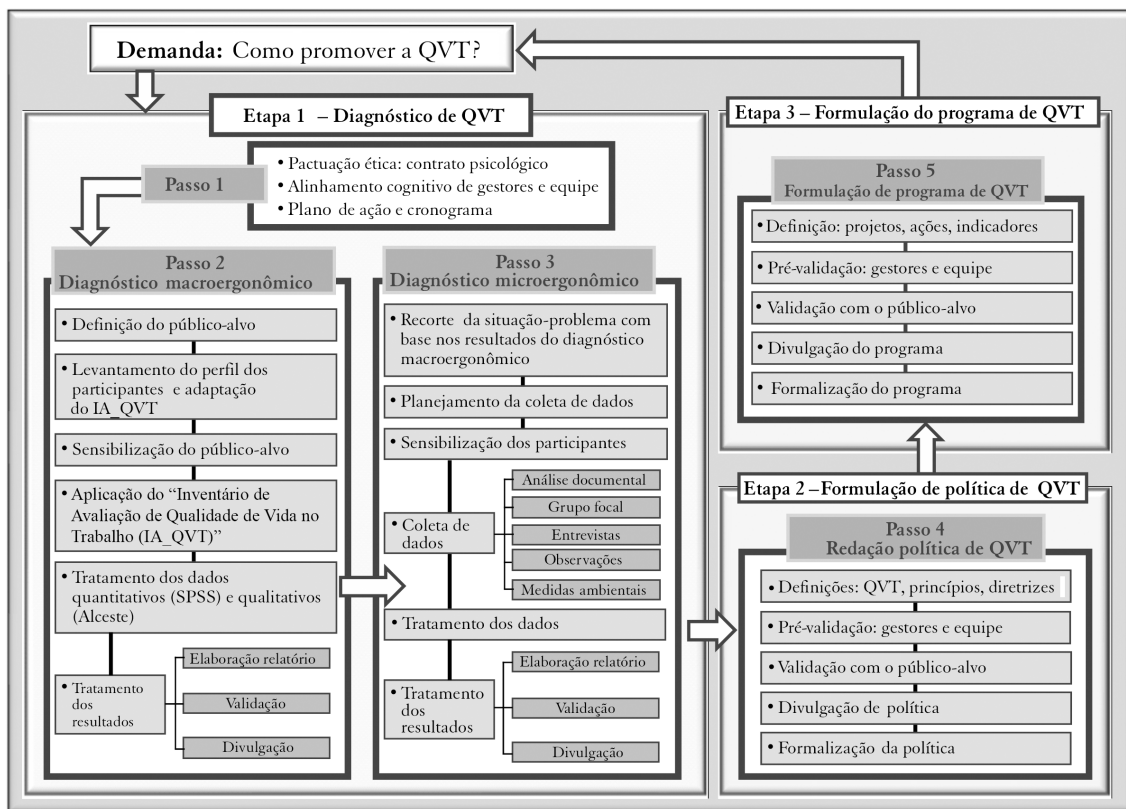 Demanda: Como promover a QVT?
Etapa 1 – Diagnóstico de QVT
Passo 1
• Pactuação ética: contrato psicológico
• Alinhamento cognitivo de gestores e equipe
• Plano de ação e cronograma
Passo 2
Diagnóstico macroergonômico
• Definição do público-alvo
• Levantamento do perfil dos
participantes e adaptação
do IA_QVT
• Sensibilização do público-alvo
• Aplicação do “Inventário de
Avaliação de Qualidade de Vida no
Trabalho (IA_QVT)”
• Tratamento dos dados
quantitativos (SPSS) e qualitativos
(Alceste)
• Tratamento
dos
resultados
Elaboração relatório
Validação
Divulgação
Passo 3
Diagnóstico microergonômico
• Recorte da situação-problema com
base nos resultados do diagnóstico
macroergonômico
• Planejamento da coleta de dados
• Sensibilização dos participantes
• Coleta de
dados
Análise documental
Grupo focal
Entrevistas
Observações
Medidas ambientais
• Tratamento dos dados
• Tratamento
dos
resultados
Elaboração relatório
Validação
Divulgação
Etapa 2 – Formulação de política de QVT
Passo 4
Redação política de QVT
• Definições: QVT, princípios, diretrizes
• Pré-validação: gestores e equipe
• Validação com o público-alvo
• Divulgação de política
• Formalização da política
Etapa 3 – Formulação do programa de QVT
Passo 5
Formulação de programa de QVT
• Definição: projetos, ações, indicadores
• Pré-validação: gestores e equipe
• Validação com o público-alvo
• Divulgação do programa
• Formalização do programa